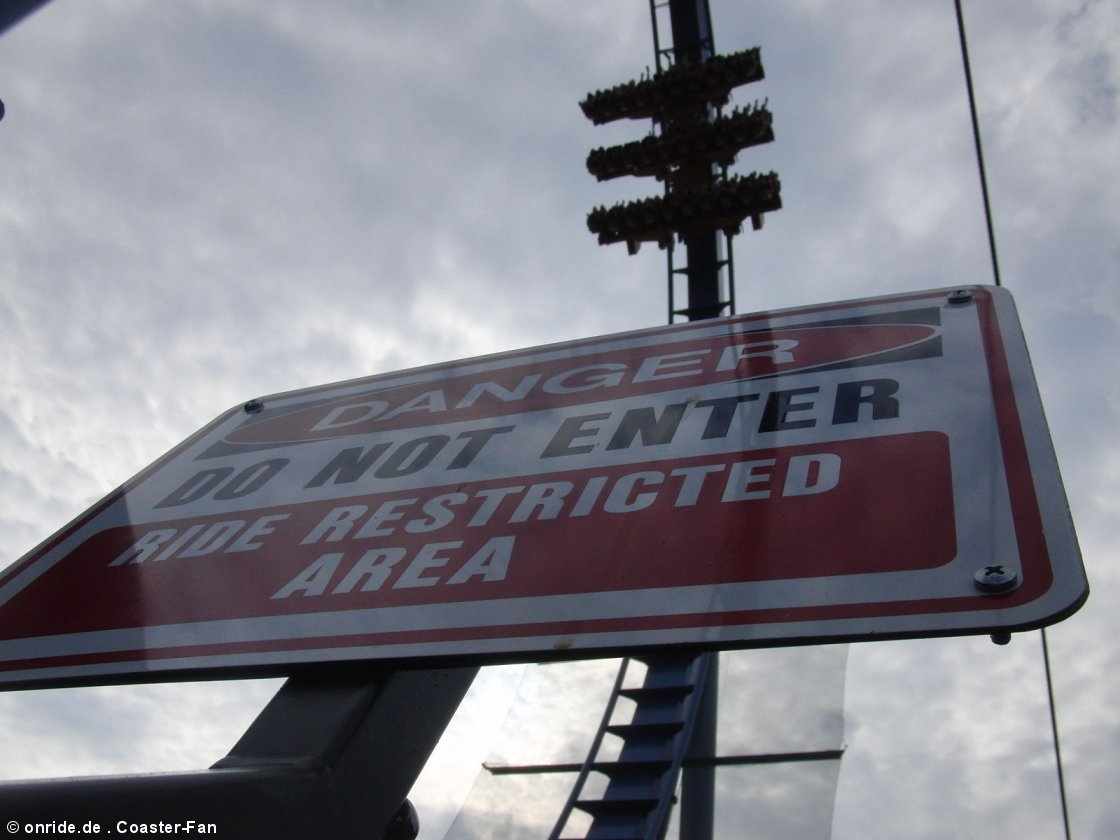 DANGER
DO NOT ENTER
RIDE RESTRICTED
AREA
© onride.de . Coaster-Fan